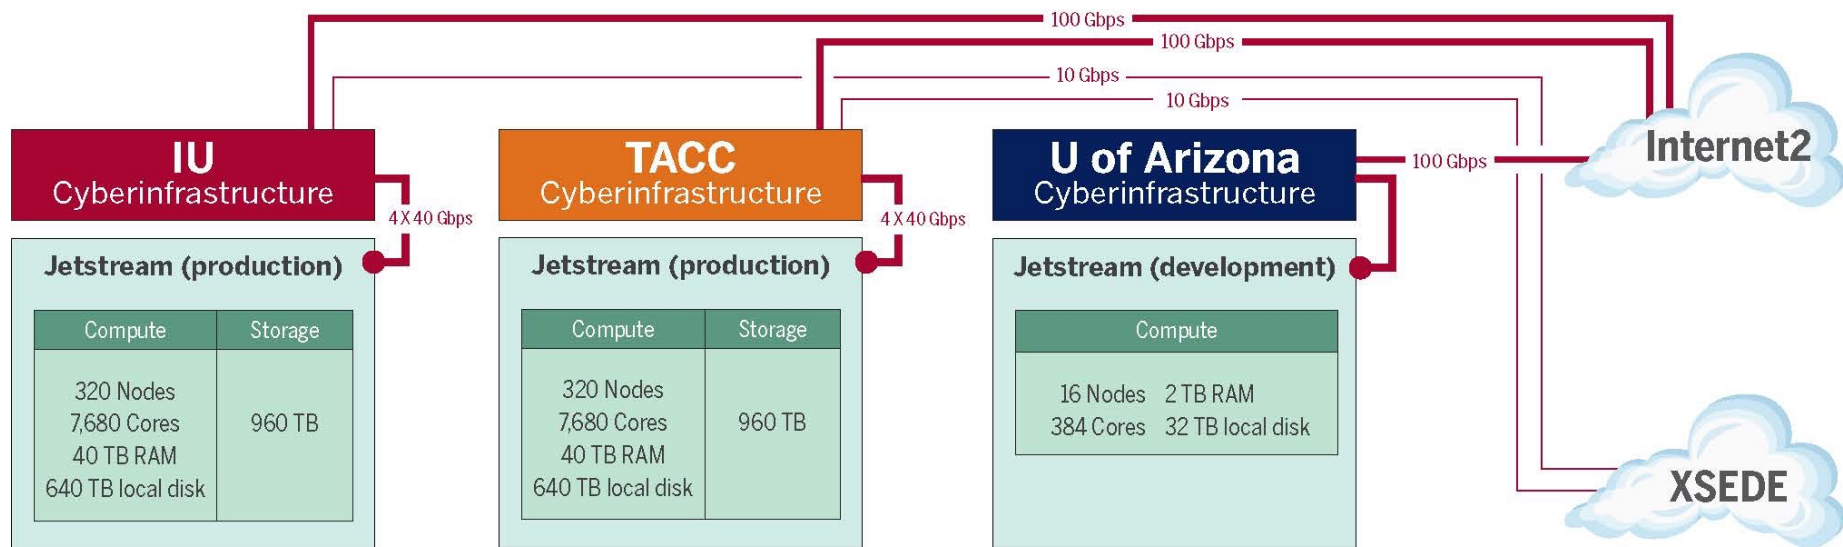 100 Gbps
100 Gbps
10 Gbps
10 Gbps
IU
Cyberinfrastructure
4 X 40 Gbps
Jetstream (production)
Compute
Storage
320 Nodes
7,680 Cores
40 TB RAM
640 TB local disk
960 TB
TACC
Cyberinfrastructure
4 X 40 Gbps
Jetstream (production)
Compute
Storage
320 Nodes
7,680 Cores
40 TB RAM
640 TB local disk
960 TB
U of Arizona
Cyberinfrastructure
100 Gbps
Jetstream (development)
Compute
16 Nodes 2 TB RAM
384 Cores 32 TB local disk
Internet2
XSEDE